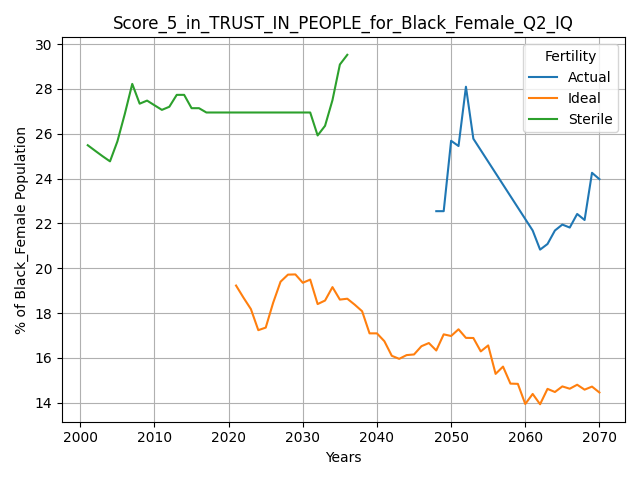 Score_5_in_TRUST_IN_PEOPLE_for_Black_Female_Q2_IQ
% of Black_Female Population
30
28
26
24
22
20
18
16
14
Fertility
Actual
Ideal
Sterile
2000 2010 2020 2030 2040 2050 2060 2070
Years